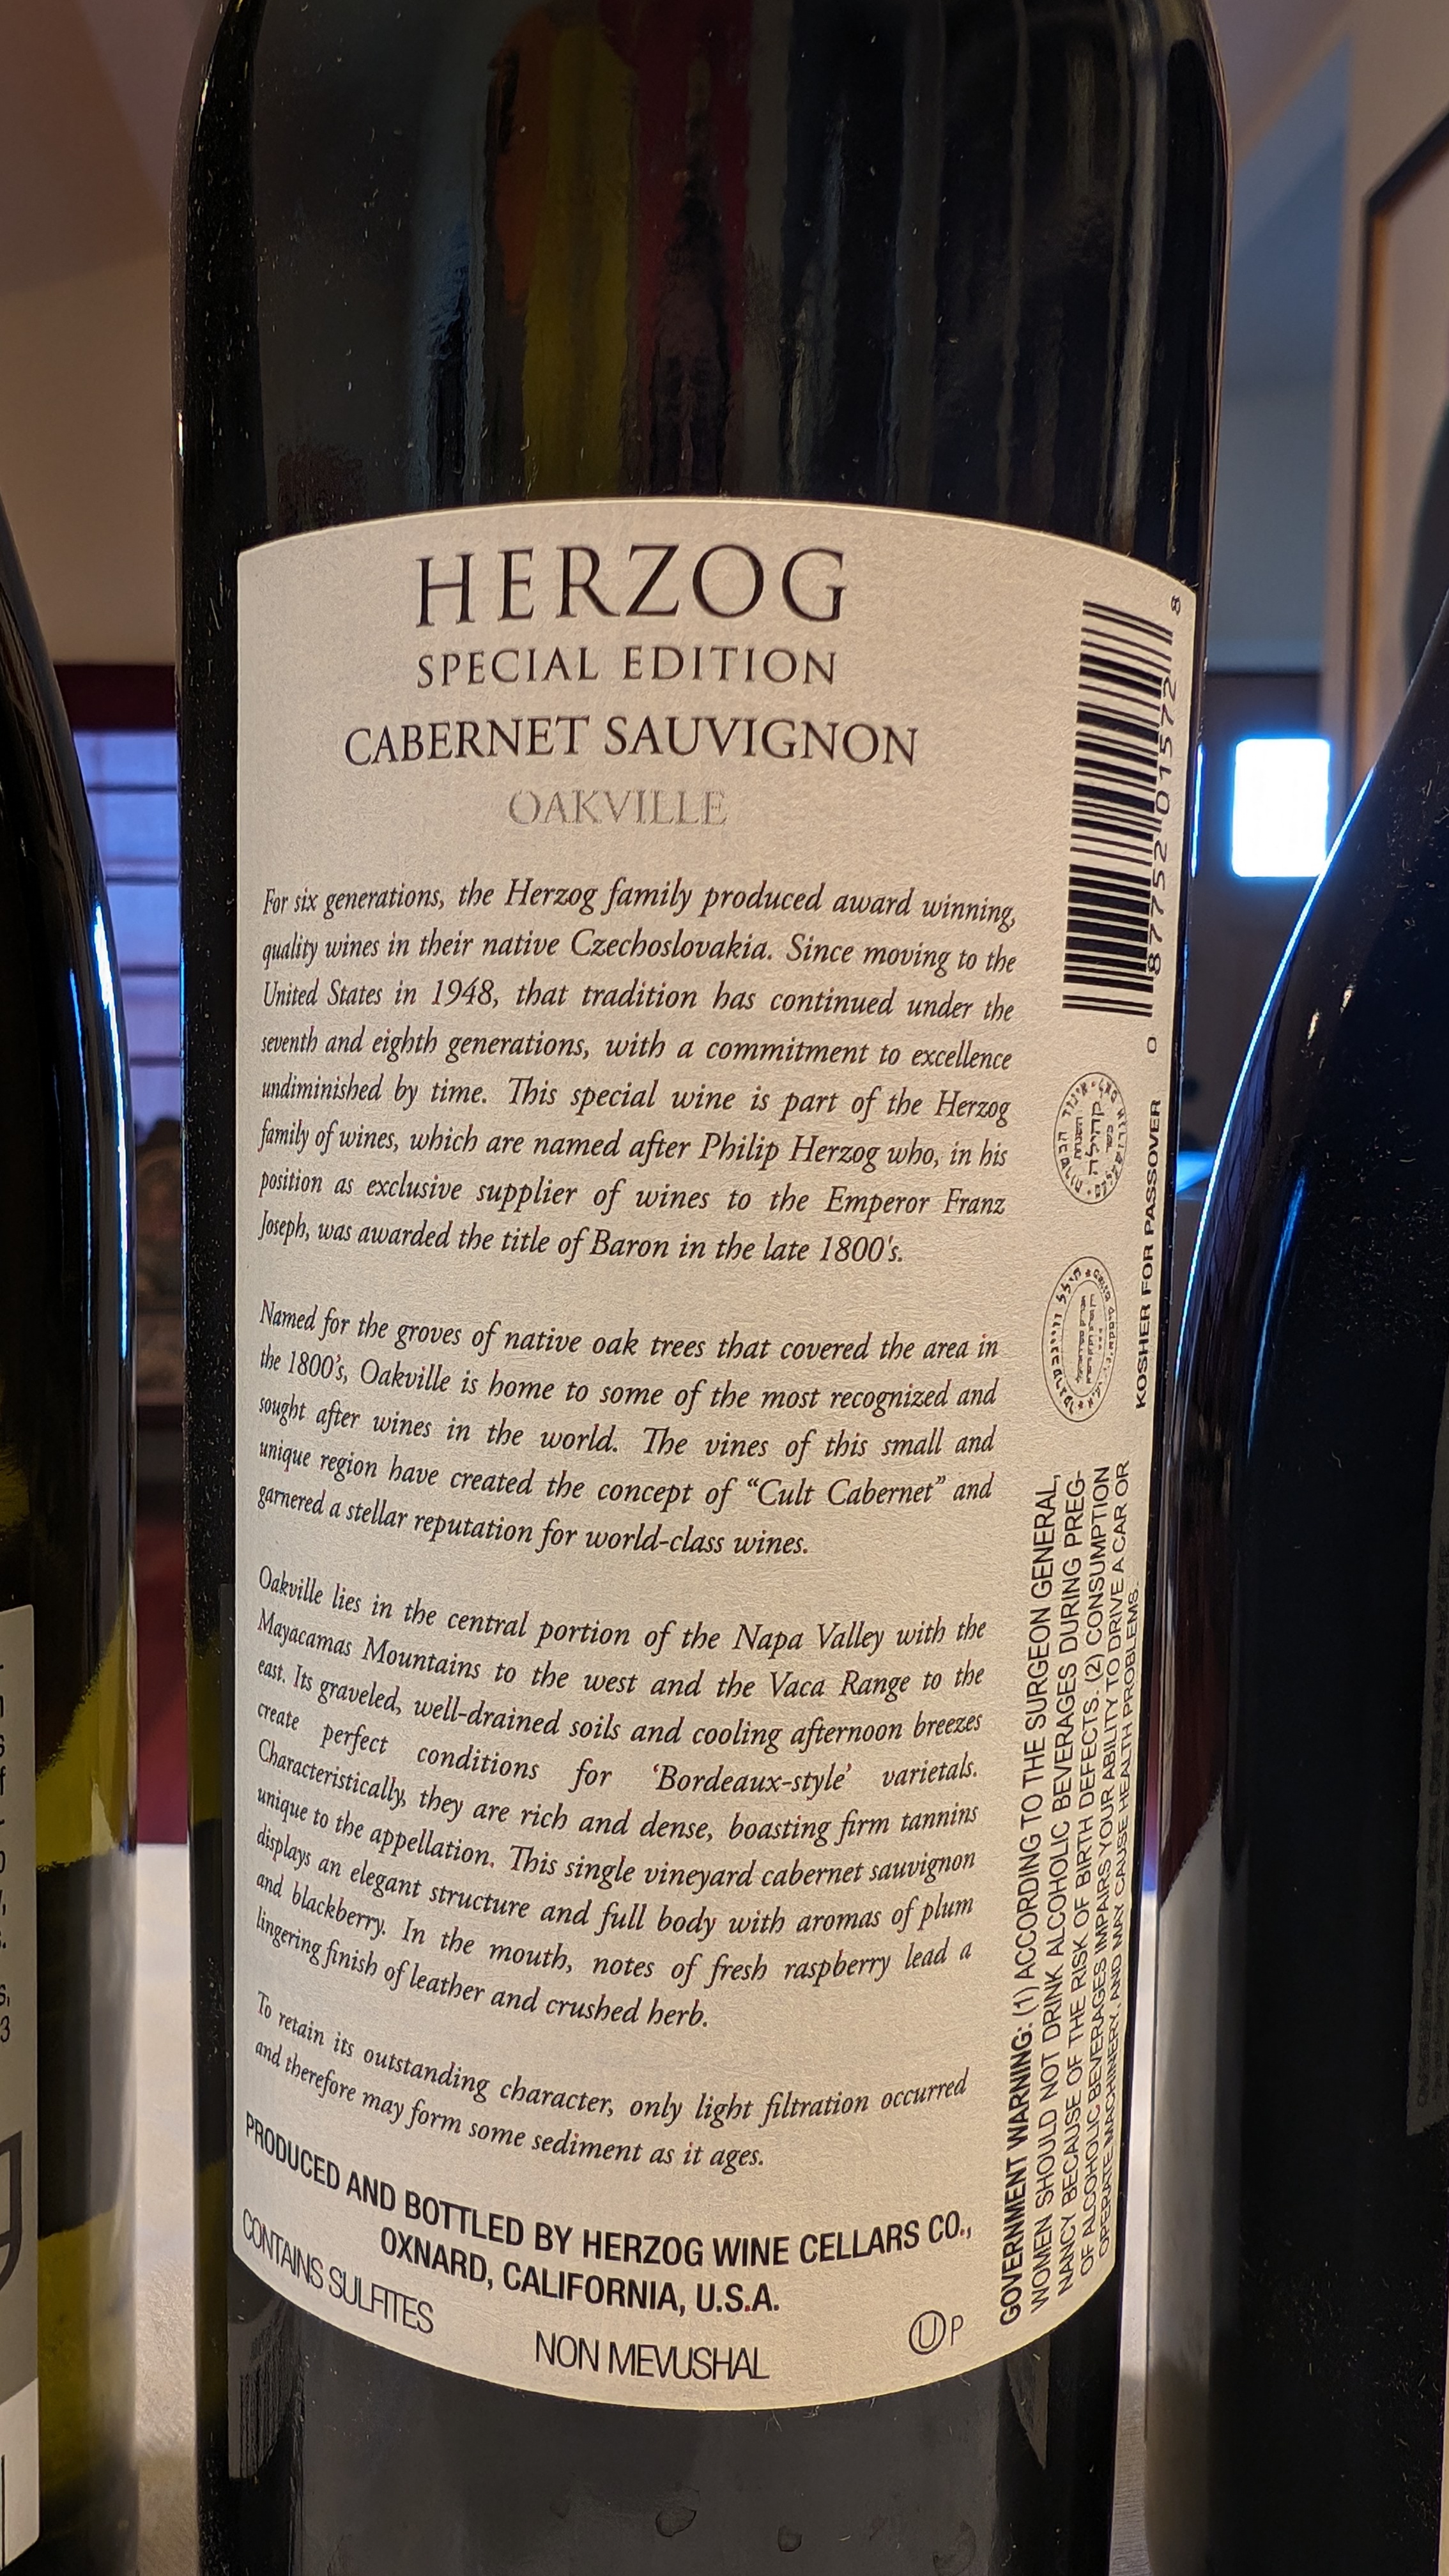 HERZOG
SPECIAL EDITION
CABERNET SAUVIGNON
OAKVILLE
For six generations, the Herzog family produced award winning,
quality wines in their native Czechoslovakia. Since moving to the
United States in 1948, that tradition has continued under the
seventh and eighth generations, with a commitment to excellence
undiminished by time. This special wine is part of the Herzog
family of wines, which are named after Philip Herzog who, in his
position as exclusive supplier of wines to the Emperor Franz
Joseph, was awarded the title of Baron in the late 1800's.
Named for the groves of native oak trees that covered the area in
the 1800's, Oakville is home to some of the most recognized and
sought after wines in the world. The vines of this small and
unique region have created the concept of “Cult Cabernet” and
garnered a stellar reputation for world-class wines.
Oakville lies in the central portion of the Napa Valley with the
Mayacamas Mountains to the west and the Vaca Range to the
east. Its graveled, well-drained soils and cooling afternoon breezes
create perfect conditions for ‘Bordeaux-style’ varietals.
Characteristically, they are rich and dense, boasting firm tannins
unique to the appellation. This single vineyard cabernet sauvignon
displays an elegant structure and full body with aromas of plum
and blackberry. In the mouth, notes of fresh raspberry lead a
lingering finish of leather and crushed herb.
To retain its outstanding character, only light filtration occurred
and therefore may form some sediment as it ages.
PRODUCED AND BOTTLED BY HERZOG WINE CELLARS CO.,
OXNARD, CALIFORNIA, U.S.A.
CONTAINS SULFITES
NON MEVUSHAL
UP
0 87752 01572 8
KOSHER FOR PASSOVER
GOVERNMENT WARNING: (1) ACCORDING TO THE SURGEON GENERAL,
WOMEN SHOULD NOT DRINK ALCOHOLIC BEVERAGES DURING PREG-
NANCY BECAUSE OF THE RISK OF BIRTH DEFECTS. (2) CONSUMPTION
OF ALCOHOLIC BEVERAGES IMPAIRS YOUR ABILITY TO DRIVE A CAR OR
OPERATE MACHINERY, AND MAY CAUSE HEALTH PROBLEMS.